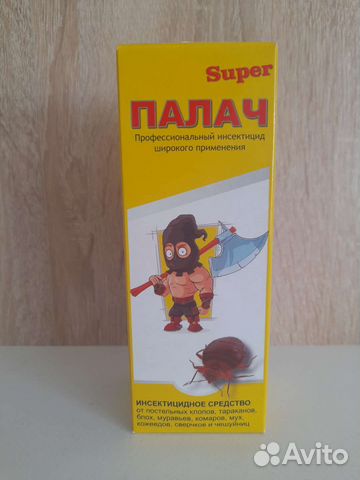 Super
ПАЛАЧ
Профессиональный инсектицид
широкого применения
ИНСЕКТИЦИДНОЕ СРЕДСТВО
от постельных клопов, тараканов,
блох, муравьев, комаров, мух,
кожеедов, сверчков и чешуйниц
Avito